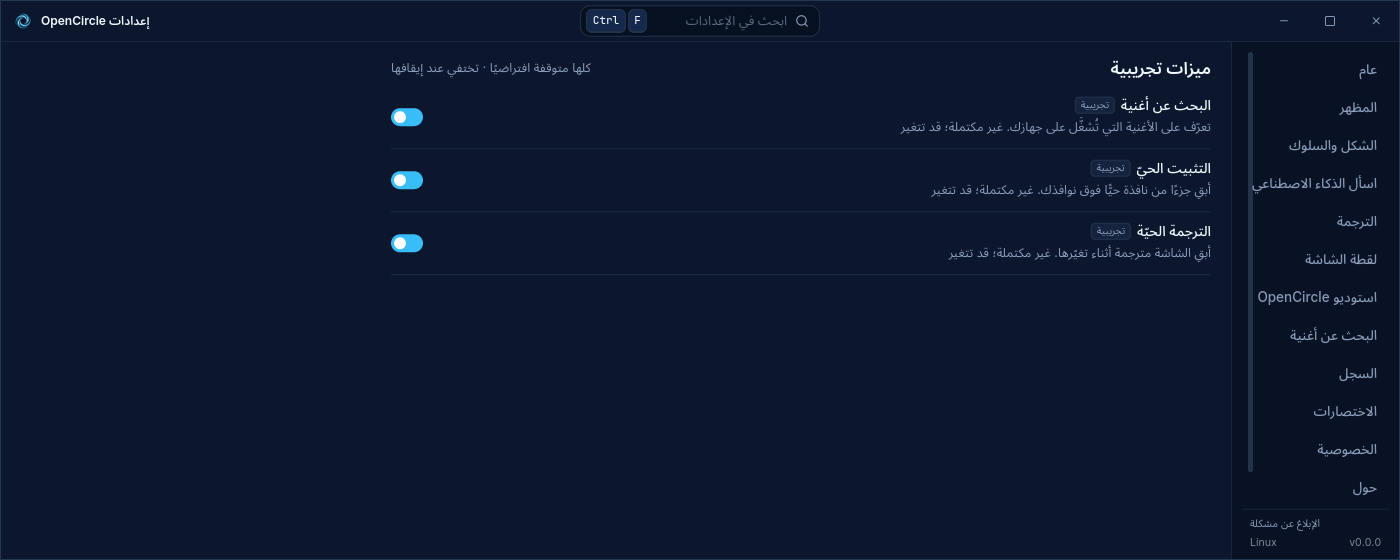 إعدادات OpenCircle
ابحث في الإعدادات
Ctrl F
عام
المظهر
الشكل والسلوك
اسأل الذكاء الاصطناعي
الترجمة
لقطة الشاشة
استوديو OpenCircle
البحث عن أغنية
السجل
الاختصارات
الخصوصية
حول
الإبلاغ عن مشكلة
v0.0.0 Linux
ميزات تجريبية
كلها متوقفة افتراضيًا · تختفي عند إيقافها
البحث عن أغنية تجريبية
تعرّف على الأغنية التي تُشغَّل على جهازك. غير مكتملة؛ قد تتغير
التثبيت الحيّ تجريبية
أبقِ جزءًا من نافذة حيًّا فوق نوافذك. غير مكتملة؛ قد تتغير
الترجمة الحيّة تجريبية
أبقِ الشاشة مترجمة أثناء تغيّرها. غير مكتملة؛ قد تتغير